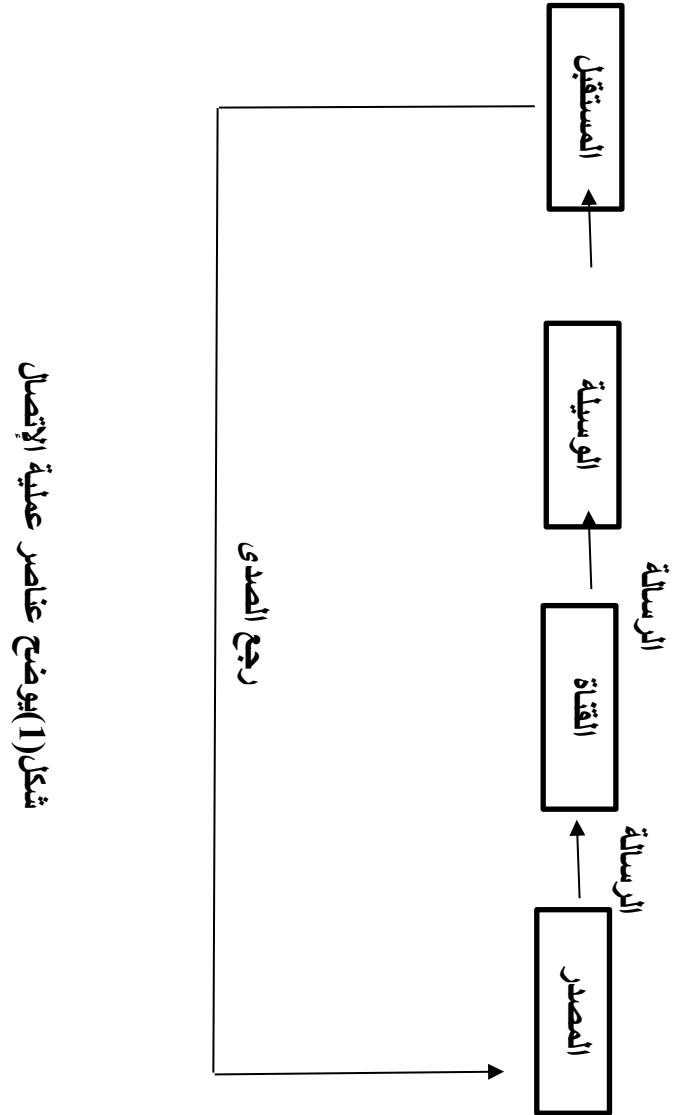 الرسالة
الرسالة
المصدر
القناة
الوسيلة
المستقبل
رجع الصدى
شكل(1)يوضح عناصر عملية الإتصال